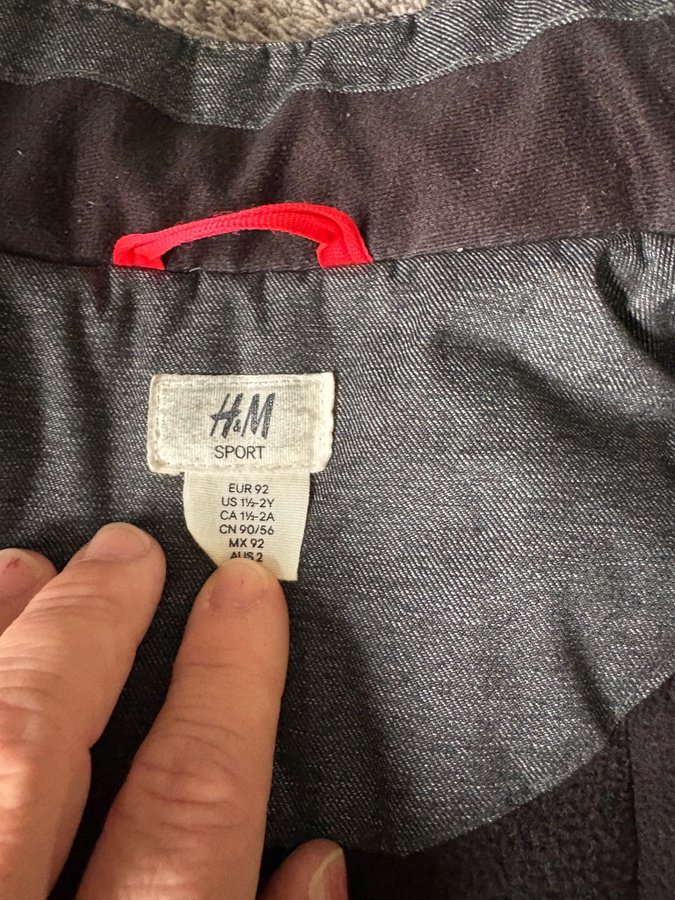 H&M
SPORT
EUR 92
US 1½-2Y
CA 1½-2A
CN 90/56
MX 92
AUS 2